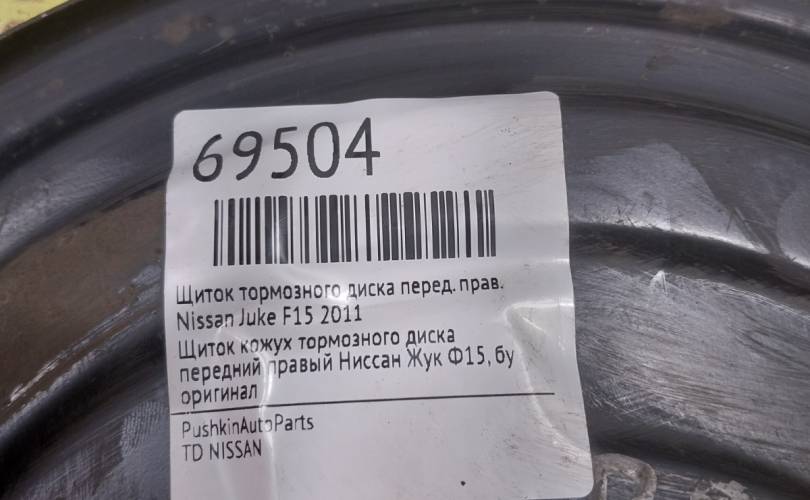 69504
Щиток тормозного диска перед. прав.
Nissan Juke F15 2011
Щиток кожух тормозного диска
передний правый Ниссан Жук Ф15, бу
оригинал
PushkinAutoParts
TD NISSAN